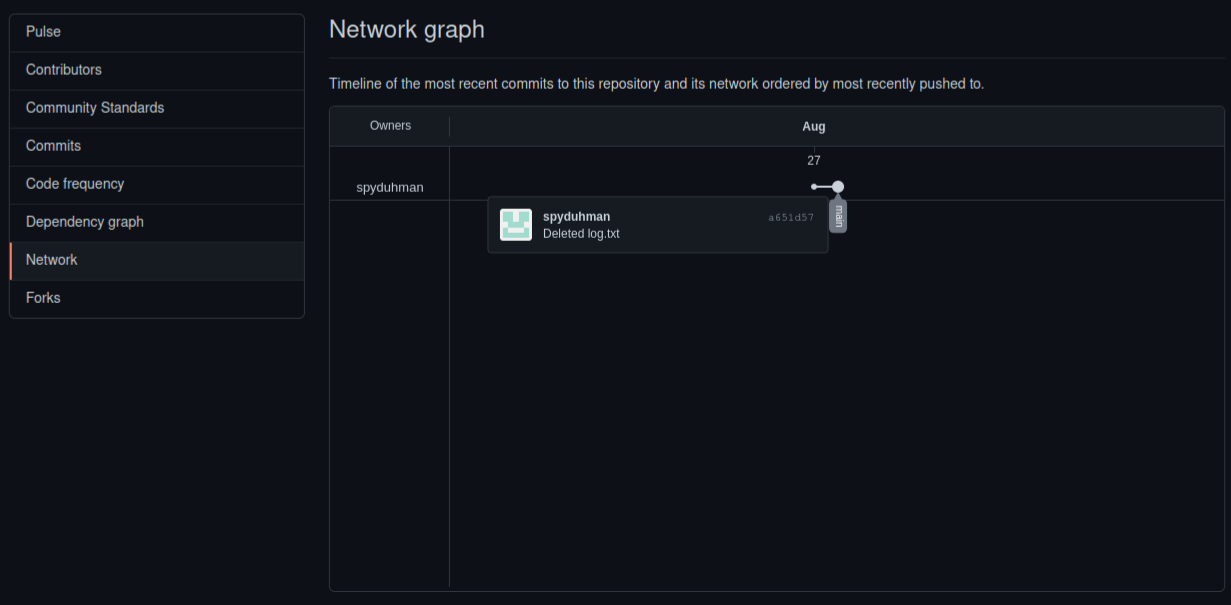 Pulse
Contributors
Community Standards
Commits
Code frequency
Dependency graph
Network
Forks
Network graph
Timeline of the most recent commits to this repository and its network ordered by most recently pushed to.
Owners
Aug
27
spyduhman
spyduhman a651d57
Deleted log.txt
main